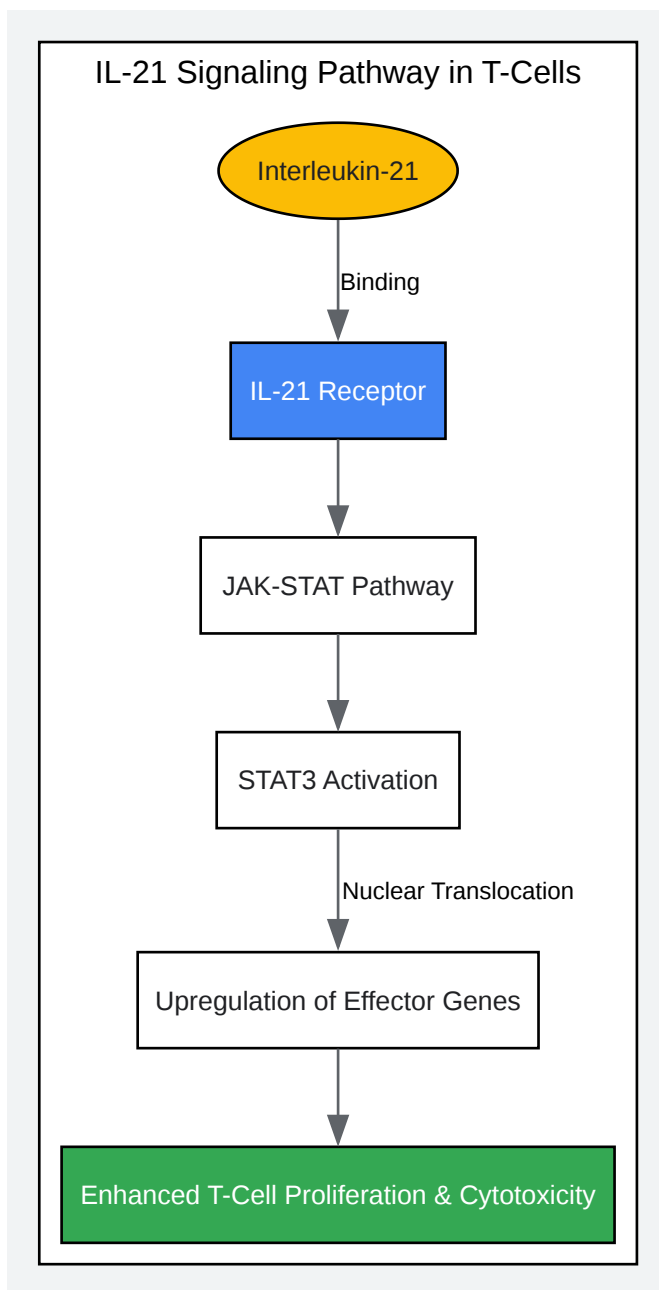 IL-21 Signaling Pathway in T-Cells
Interleukin-21
Binding
IL-21 Receptor
JAK-STAT Pathway
STAT3 Activation
Nuclear Translocation
Upregulation of Effector Genes
Enhanced T-Cell Proliferation & Cytotoxicity